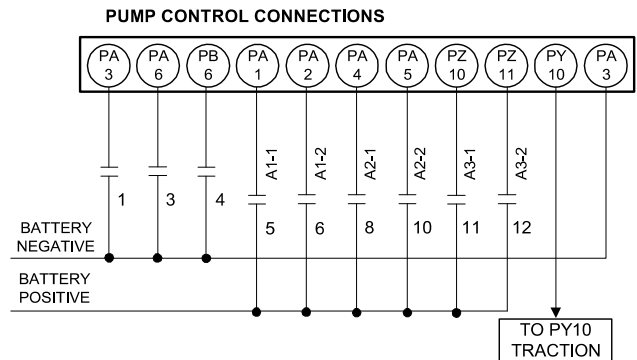 PUMP CONTROL CONNECTIONS
PA 3 PA 6 PB 6 PA 1 PA 2 PA 4 PA 5 PZ 10 PZ 11 PY 10 PA 3
A1-1 A1-2 A2-1 A2-2 A3-1 A3-2
1 3 4 5 6 8 10 11 12
BATTERY
NEGATIVE
BATTERY
POSITIVE
TO PY10
TRACTION